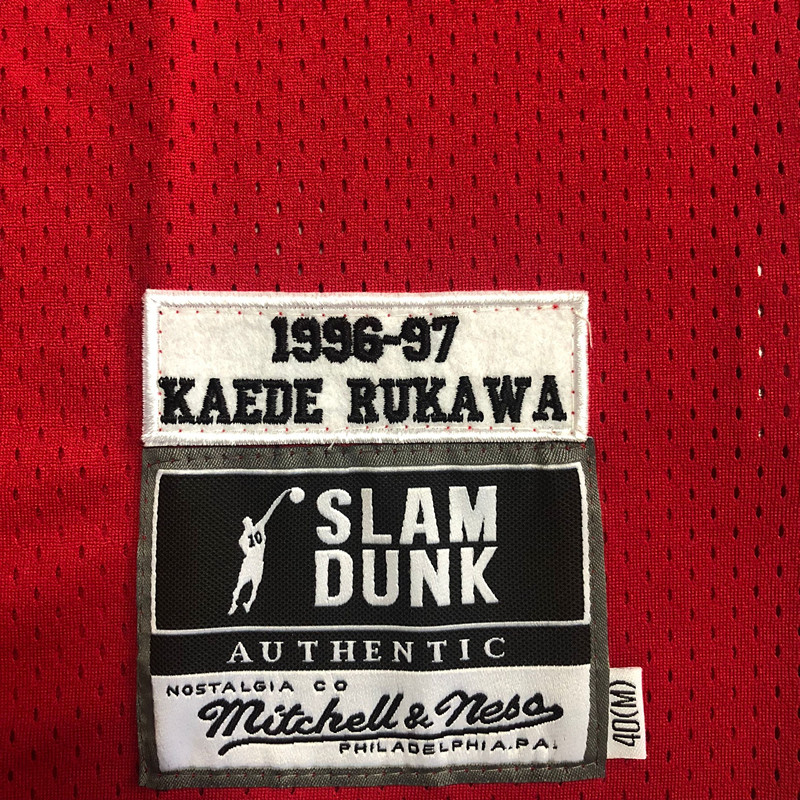 1996-97
KAEDE RUKAWA
10
SLAM
DUNK
AUTHENTIC
NOSTALGIA CO
Mitchell & Ness
PHILADELPHIA.PA.
40(M)